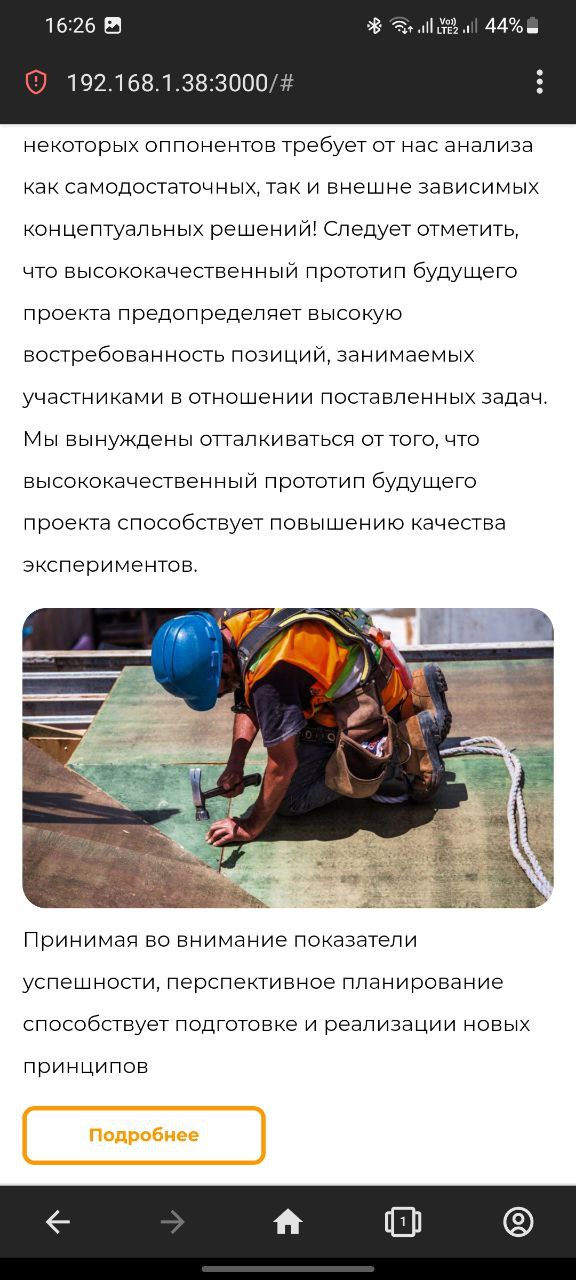 16:26
Vo))
LTE2
44%
192.168.1.38:3000/#
некоторых оппонентов требует от нас анализа
как самодостаточных, так и внешне зависимых
концептуальных решений! Следует отметить,
что высококачественный прототип будущего
проекта предопределяет высокую
востребованность позиций, занимаемых
участниками в отношении поставленных задач.
Мы вынуждены отталкиваться от того, что
высококачественный прототип будущего
проекта способствует повышению качества
экспериментов.
Принимая во внимание показатели
успешности, перспективное планирование
способствует подготовке и реализации новых
принципов
Подробнее
1